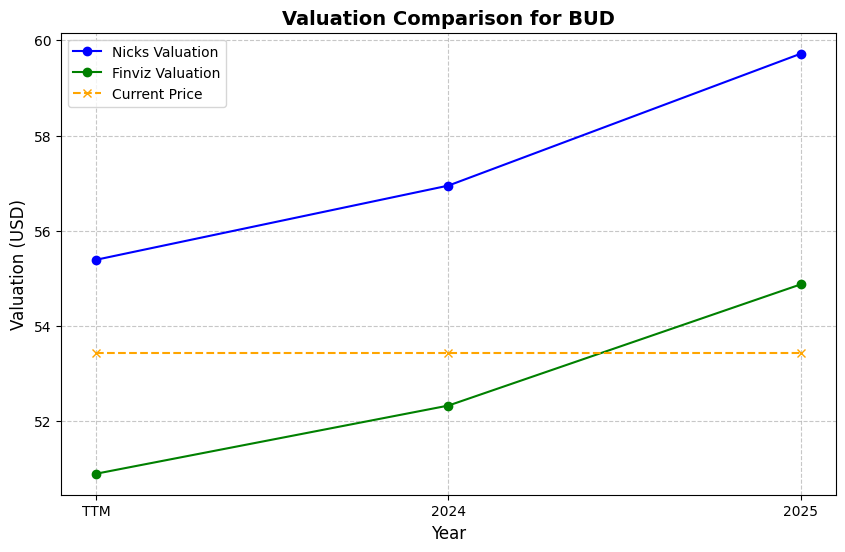 Valuation Comparison for BUD
Nicks Valuation
Finviz Valuation
Current Price
Valuation (USD)
60
58
56
54
52
TTM
2024
2025
Year